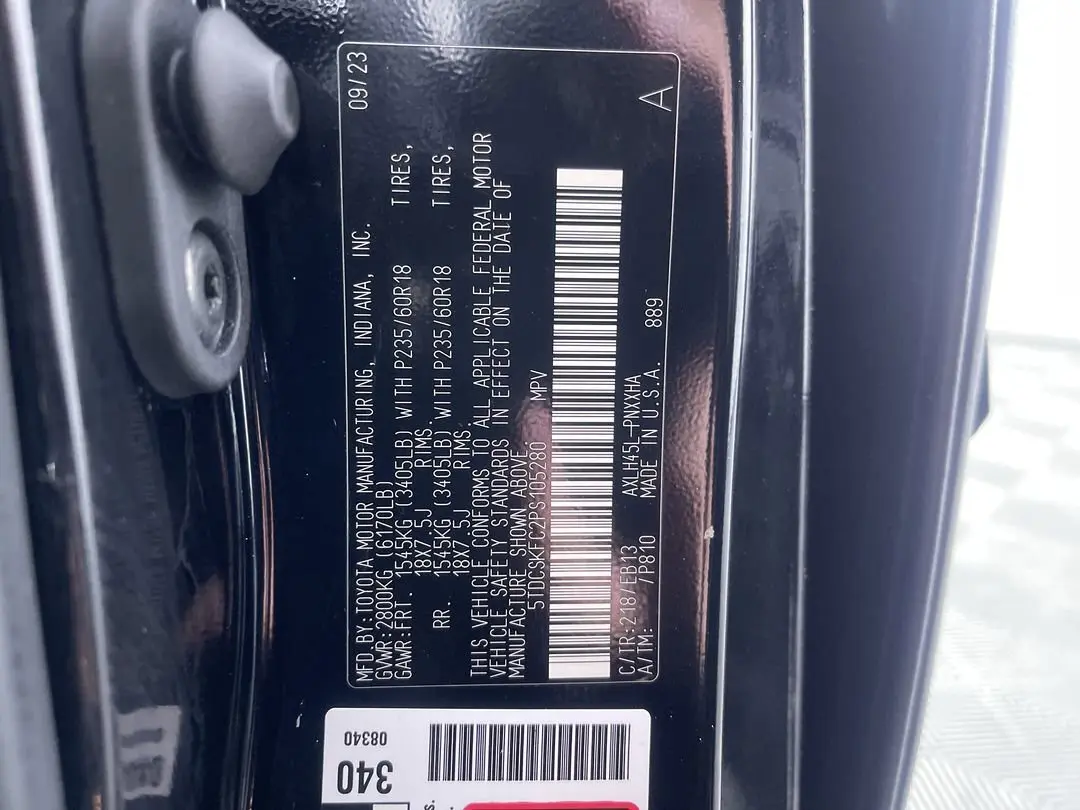 MFD.BY:TOYOTA MOTOR MANUFACTURING, INDIANA, INC. 09/23
GVWR:2800KG (6170LB)
GAWR:FRT. 1545KG (3405LB) WITH P235/60R18 TIRES,
18X7.5J RIMS.
RR. 1545KG (3405LB) WITH P235/60R18 TIRES,
18X7.5J RIMS.
THIS VEHICLE CONFORMS TO ALL APPLICABLE FEDERAL MOTOR
VEHICLE SAFETY STANDARDS IN EFFECT ON THE DATE OF
MANUFACTURE SHOWN ABOVE.
5TDCSKFC2PS105280 MPV
C/TR:218/EB13 AXLH45L-PNXXHA 889
A/TM: /P810 MADE IN U.S.A. A
08340
340